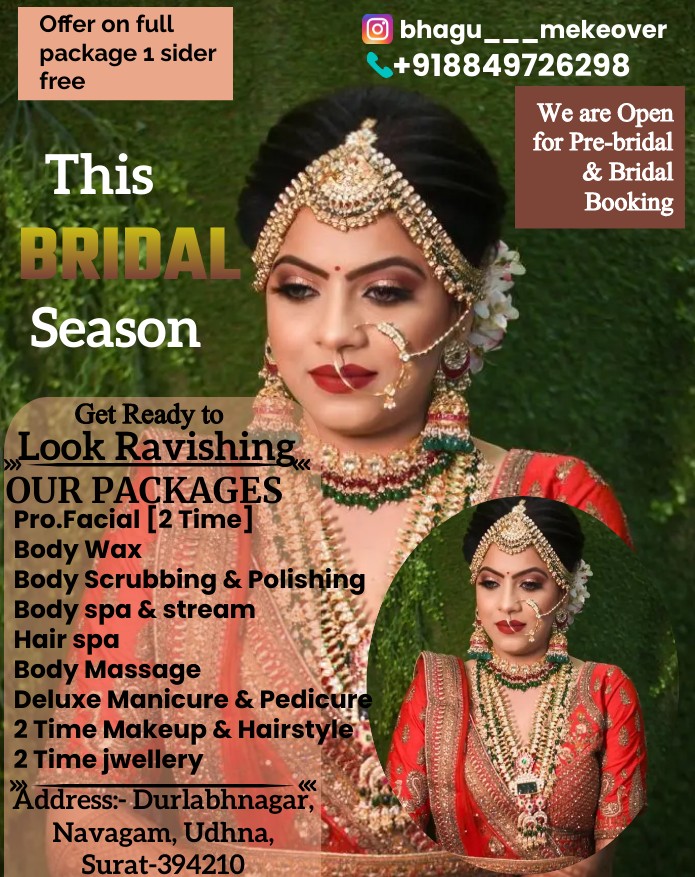 Offer on full
package 1 sider
free
bhagu___mekeover
+918849726298
We are Open
for Pre-bridal
& Bridal
Booking
This
BRIDAL
Season
Get Ready to
Look Ravishing
OUR PACKAGES
Pro.Facial [2 Time]
Body Wax
Body Scrubbing & Polishing
Body spa & stream
Hair spa
Body Massage
Deluxe Manicure & Pedicure
2 Time Makeup & Hairstyle
2 Time jwellery
Address:- Durlabhnagar,
Navagam, Udhna,
Surat-394210